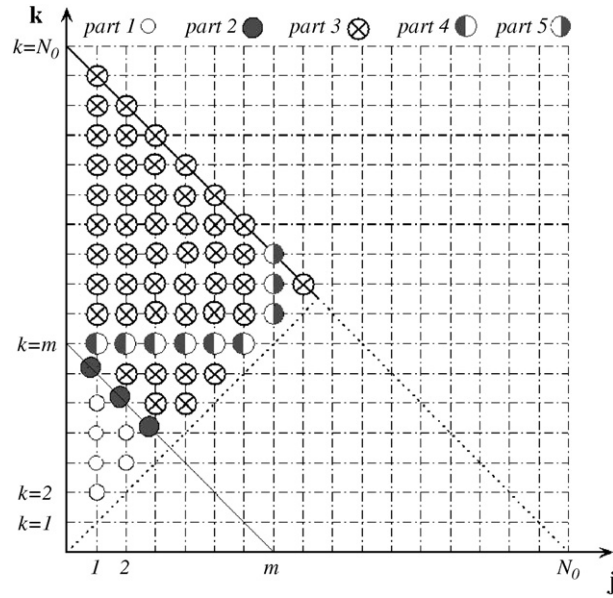 k
part 1 part 2 part 3 part 4 part 5
k=N₀
k=m
k=2
k=1
1 2 m N₀
j